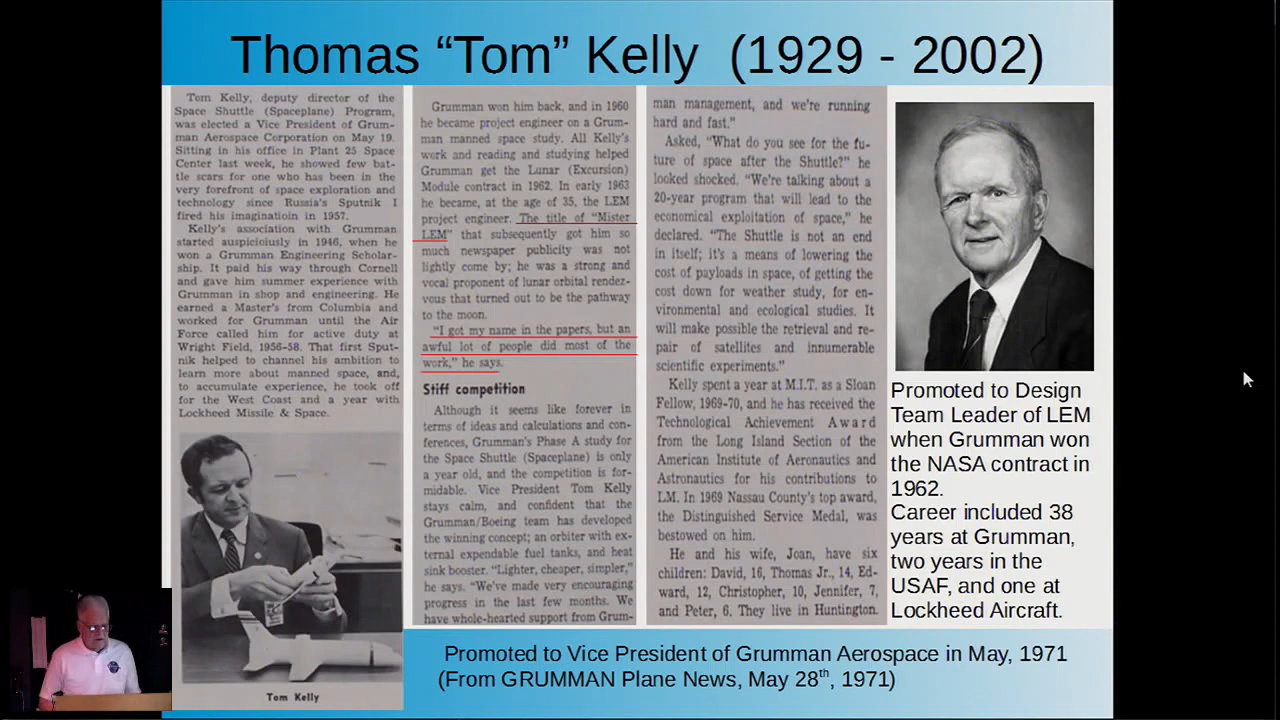 Thomas “Tom” Kelly (1929 - 2002)
Tom Kelly, deputy director of the
Space Shuttle (Spaceplane) Program,
was elected a Vice President of Grum-
man Aerospace Corporation on May 19.
Sitting in his office in Plant 25 Space
Center last week, he showed few bat-
tle scars for one who has been in the
very forefront of space exploration and
technology since Russia's Sputnik I
fired his imaginatioin in 1957.
Kelly's association with Grumman
started auspiciously in 1946, when he
won a Grumman Engineering Scholar-
ship. It paid his way through Cornell
and gave him summer experience with
Grumman in shop and engineering. He
earned a Master's from Columbia and
worked for Grumman until the Air
Force called him for active duty at
Wright Field, 1956-58. That first Sput-
nik helped to channel his ambition to
learn more about manned space, and,
to accumulate experience, he took off
for the West Coast and a year with
Lockheed Missile & Space.
Tom Kelly
Grumman won him back, and in 1960
he became project engineer on a Grum-
man manned space study. All Kelly's
work and reading and studying helped
Grumman get the Lunar (Excursion)
Module contract in 1962. In early 1963
he became, at the age of 35, the LEM
project engineer. The title of "Mister
LEM" that subsequently got him so
much newspaper publicity was not
lightly come by; he was a strong and
vocal proponent of lunar orbital rendez-
vous that turned out to be the pathway
to the moon.
"I got my name in the papers, but an
awful lot of people did most of the
work," he says.
Stiff competition
Although it seems like forever in
terms of ideas and calculations and con-
ferences, Grumman's Phase A study for
the Space Shuttle (Spaceplane) is only
a year old, and the competition is for-
midable. Vice President Tom Kelly
stays calm, and confident that the
Grumman/Boeing team has developed
the winning concept; an orbiter with ex-
ternal expendable fuel tanks, and heat
sink booster. "Lighter, cheaper, simpler,"
he says. "We've made very encouraging
progress in the last few months. We
have whole-hearted support from Grum-
man management, and we're running
hard and fast."
Asked, "What do you see for the fu-
ture of space after the Shuttle?" he
looked shocked. "We're talking about a
20-year program that will lead to the
economical exploitation of space," he
declared. "The Shuttle is not an end
in itself; it's a means of lowering the
cost of payloads in space, of getting the
cost down for weather study, for en-
vironmental and ecological studies. It
will make possible the retrieval and re-
pair of satellites and innumerable
scientific experiments."
Kelly spent a year at M.I.T. as a Sloan
Fellow, 1969-70, and he has received the
Technological Achievement Award
from the Long Island Section of the
American Institute of Aeronautics and
Astronautics for his contributions to
LM. In 1969 Nassau County's top award,
the Distinguished Service Medal, was
bestowed on him.
He and his wife, Joan, have six
children: David, 16, Thomas Jr., 14, Ed-
ward, 12, Christopher, 10, Jennifer, 7,
and Peter, 6. They live in Huntington.
Promoted to Design
Team Leader of LEM
when Grumman won
the NASA contract in
1962.
Career included 38
years at Grumman,
two years in the
USAF, and one at
Lockheed Aircraft.
Promoted to Vice President of Grumman Aerospace in May, 1971
(From GRUMMAN Plane News, May 28th, 1971)